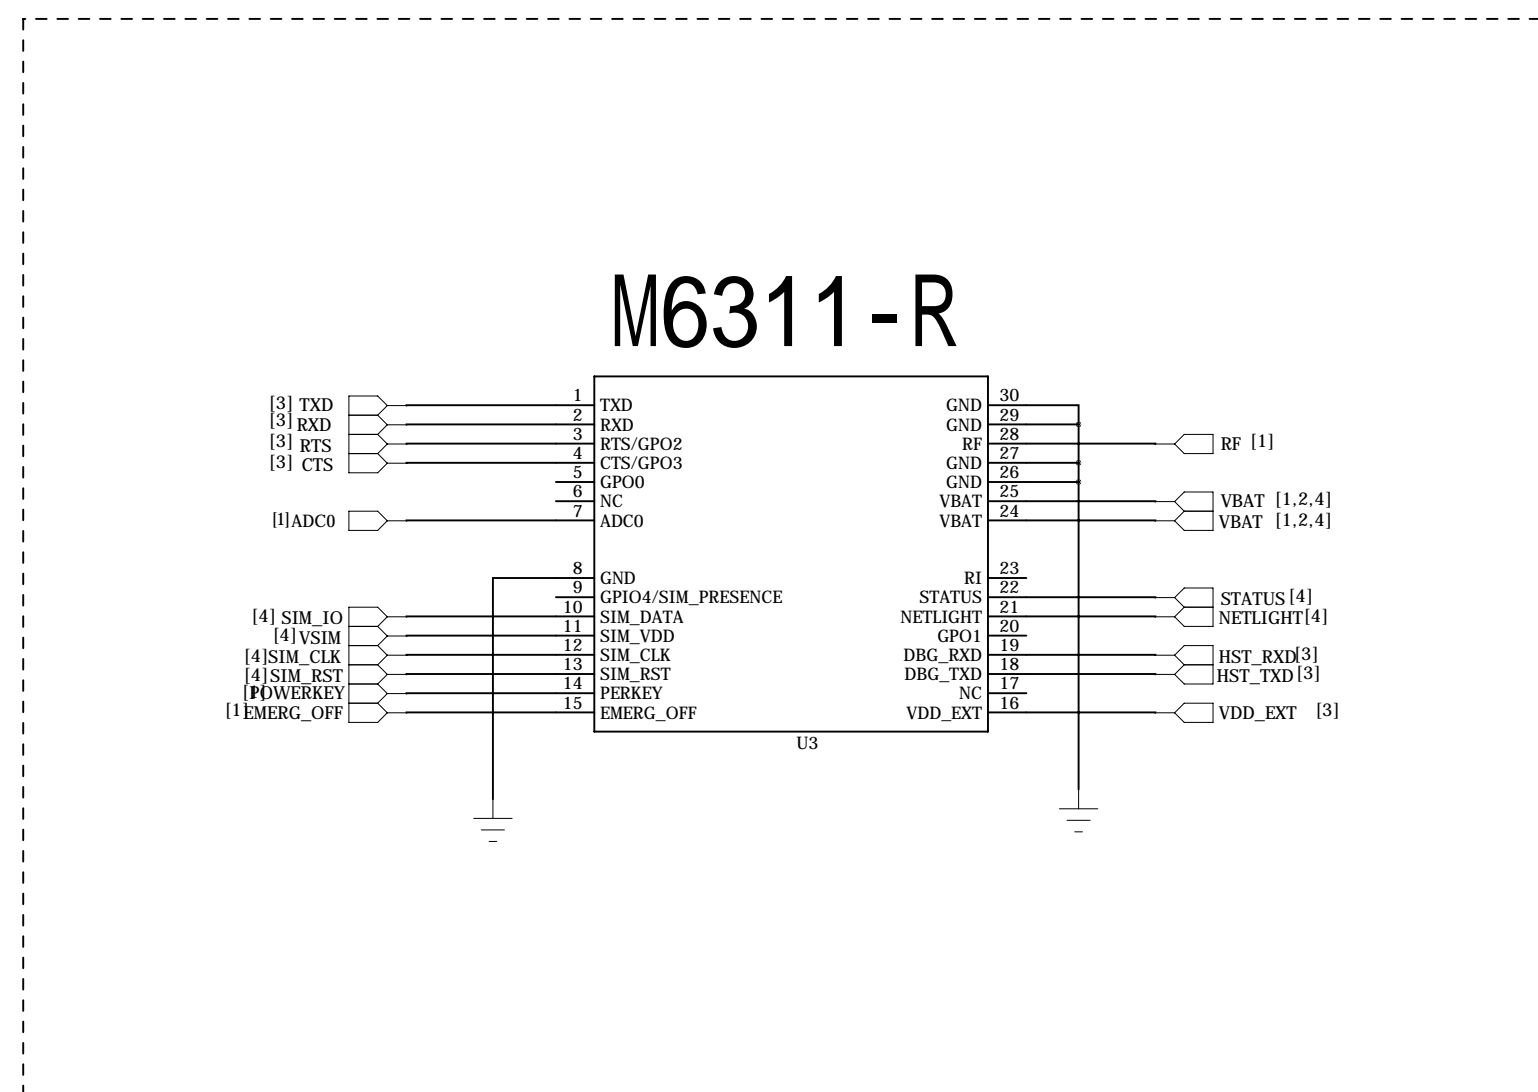 M6311-R
[3] TXD 1 TXD GND 30
[3] RXD 2 RXD GND 29
[3] RTS 3 RTS/GPO2 RF 28 RF [1]
[3] CTS 4 CTS/GPO3 GND 27
5 GPO0 GND 26
6 NC VBAT 25 VBAT [1,2,4]
[1]ADC0 7 ADC0 VBAT 24 VBAT [1,2,4]
8 GND RI 23
9 GPIO4/SIM_PRESENCE STATUS 22 STATUS [4]
[4] SIM_IO 10 SIM_DATA NETLIGHT 21 NETLIGHT[4]
[4] VSIM 11 SIM_VDD GPO1 20
[4]SIM_CLK 12 SIM_CLK DBG_RXD 19 HST_RXD[3]
[4]SIM_RST 13 SIM_RST DBG_TXD 18 HST_TXD[3]
[1]POWERKEY 14 PERKEY NC 17
[1]EMERG_OFF 15 EMERG_OFF VDD_EXT 16 VDD_EXT [3]
U3